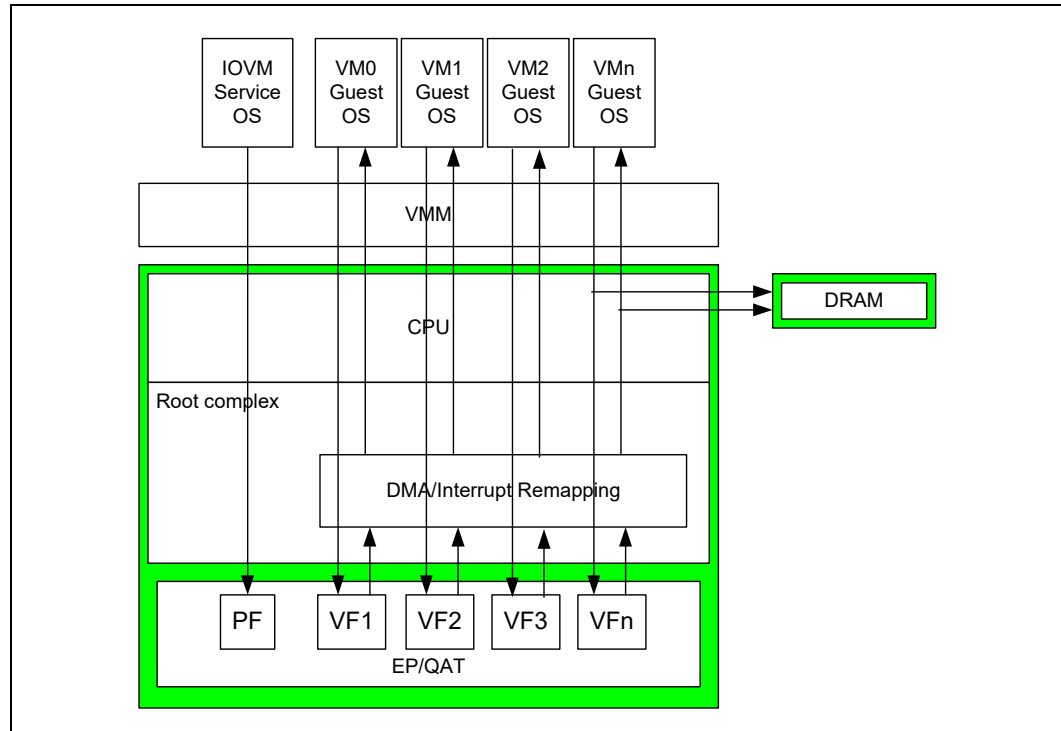 IOVM
Service
OS
VM0
Guest
OS
VM1
Guest
OS
VM2
Guest
OS
VMn
Guest
OS
VMM
CPU
DRAM
Root complex
DMA/Interrupt Remapping
PF
VF1
VF2
VF3
VFn
EP/QAT